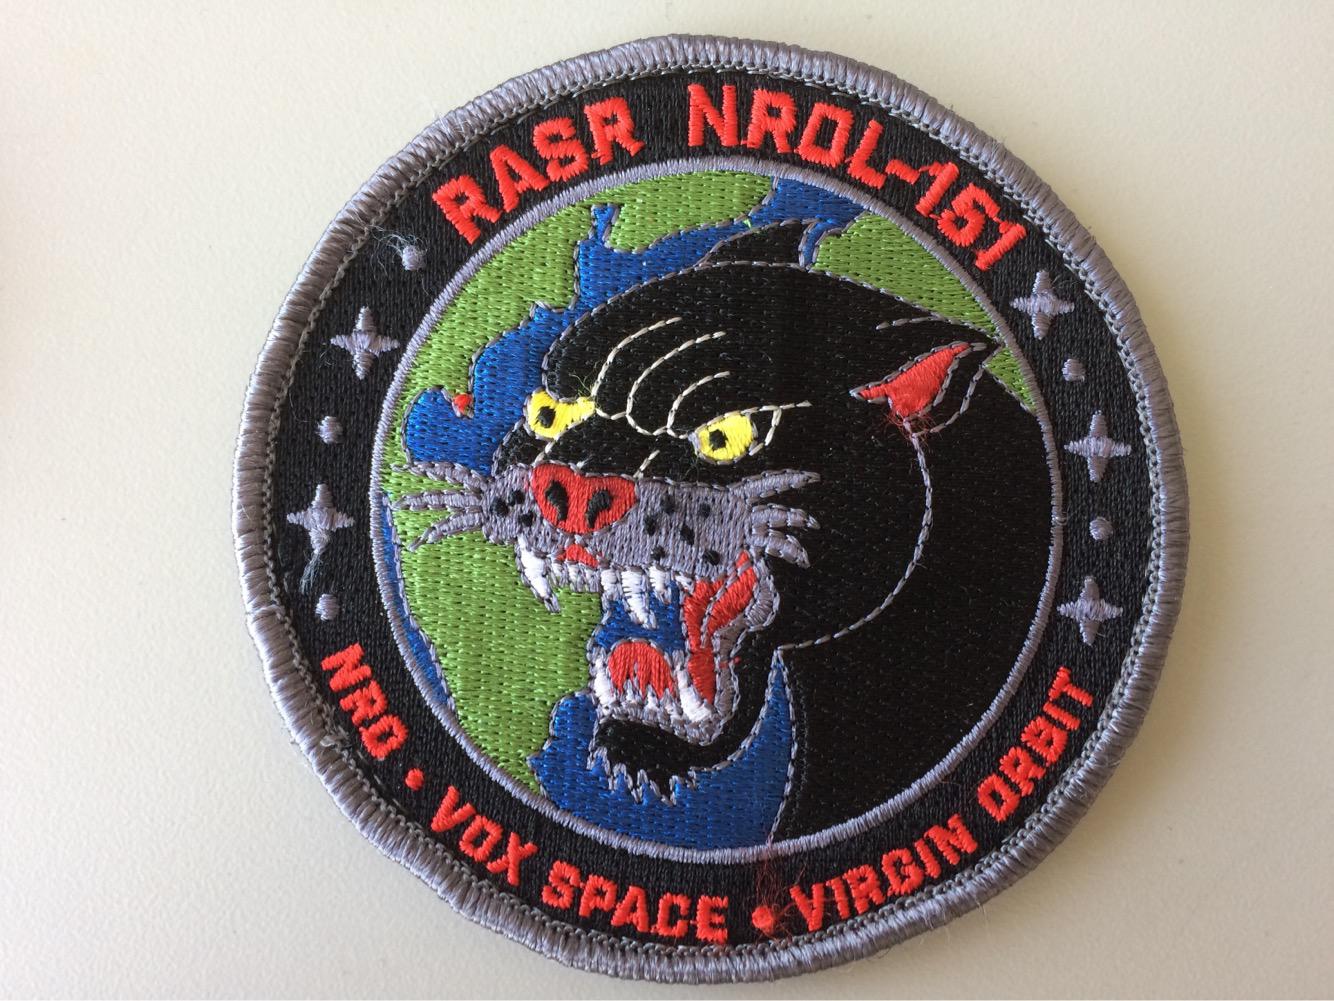 RASR NROL-151
NRO • VOX SPACE • VIRGIN ORBIT